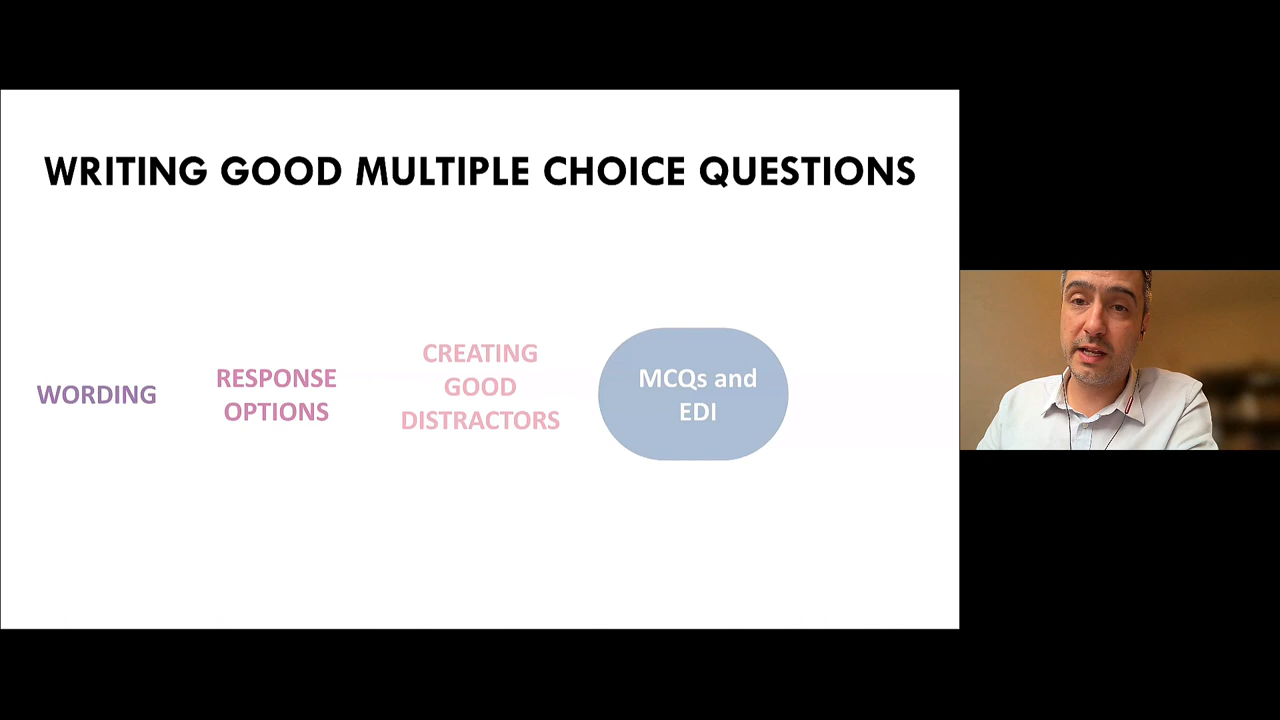 WRITING GOOD MULTIPLE CHOICE QUESTIONS
WORDING
RESPONSE
OPTIONS
CREATING
GOOD
DISTRACTORS
MCQs and
EDI